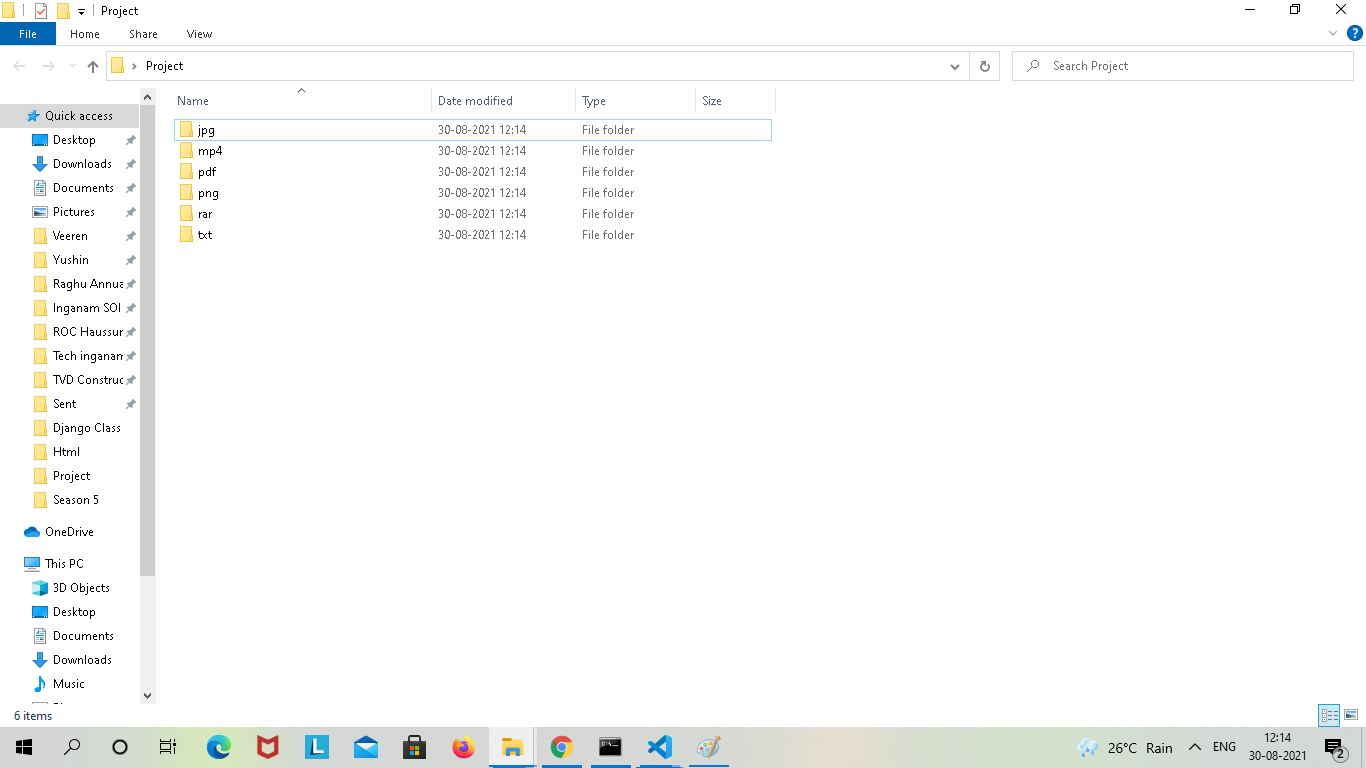 Project
File Home Share View
Project
Search Project
Name Date modified Type Size
jpg 30-08-2021 12:14 File folder
mp4 30-08-2021 12:14 File folder
pdf 30-08-2021 12:14 File folder
png 30-08-2021 12:14 File folder
rar 30-08-2021 12:14 File folder
txt 30-08-2021 12:14 File folder
Quick access
Desktop
Downloads
Documents
Pictures
Veeren
Yushin
Raghu Annua
Inganam SOI
ROC Haussur
Tech inganam
TVD Construc
Sent
Django Class
Html
Project
Season 5
OneDrive
This PC
3D Objects
Desktop
Documents
Downloads
Music
6 items
26°C Rain
ENG
12:14
30-08-2021
2